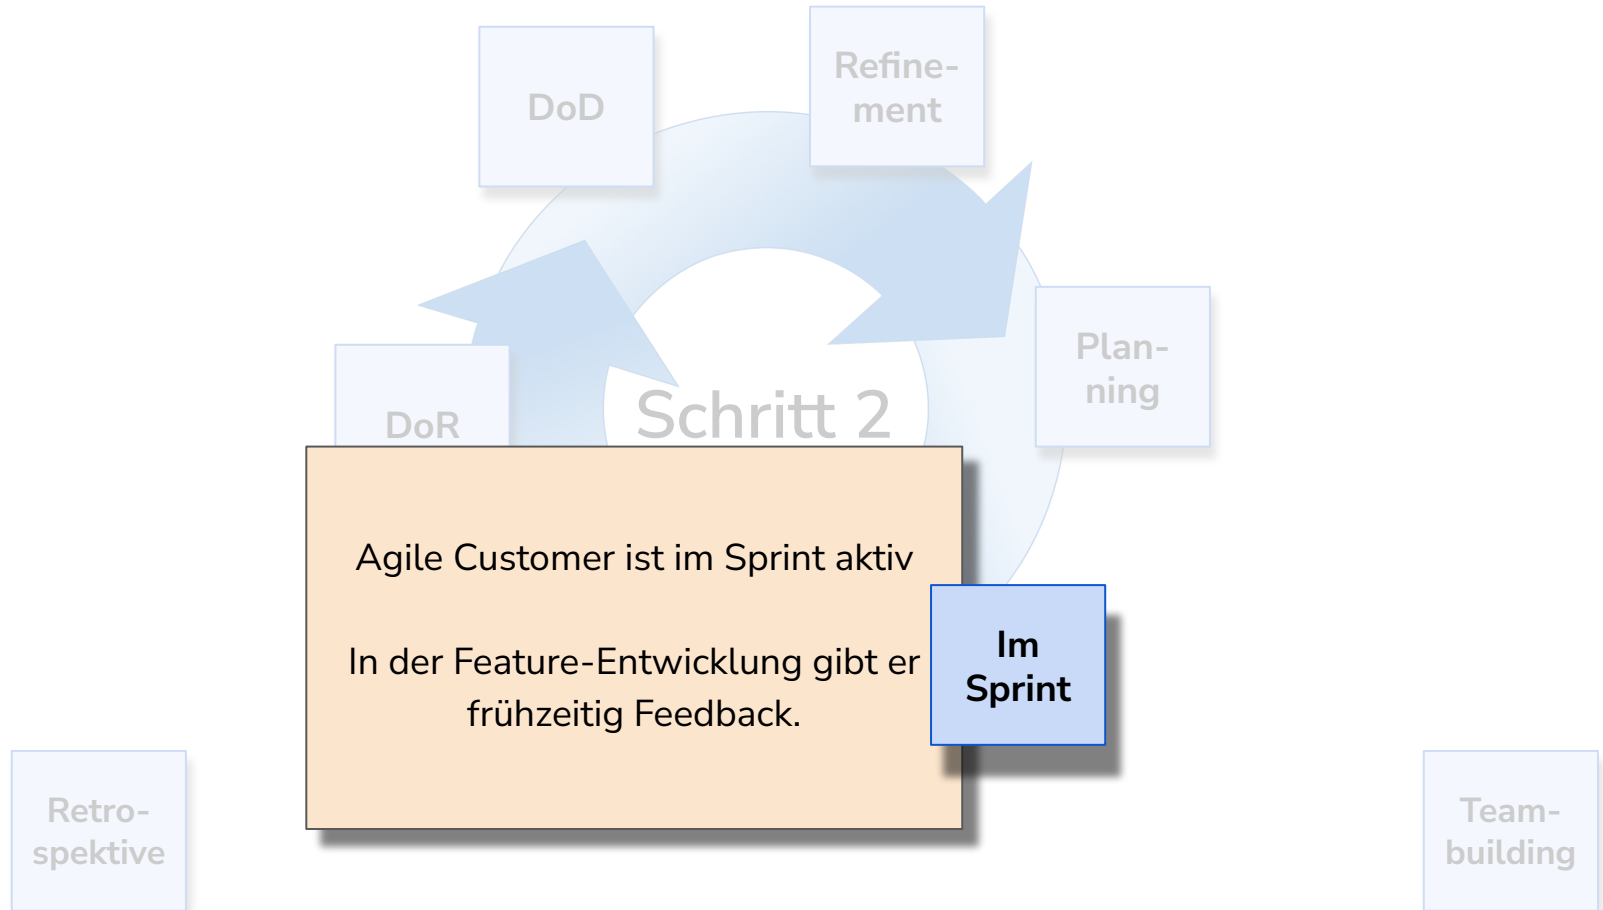 DoD
Refine-
ment
Plan-
ning
DoR
Schritt 2
Agile Customer ist im Sprint aktiv
In der Feature-Entwicklung gibt er
frühzeitig Feedback.
Im
Sprint
Retro-
spektive
Team-
building